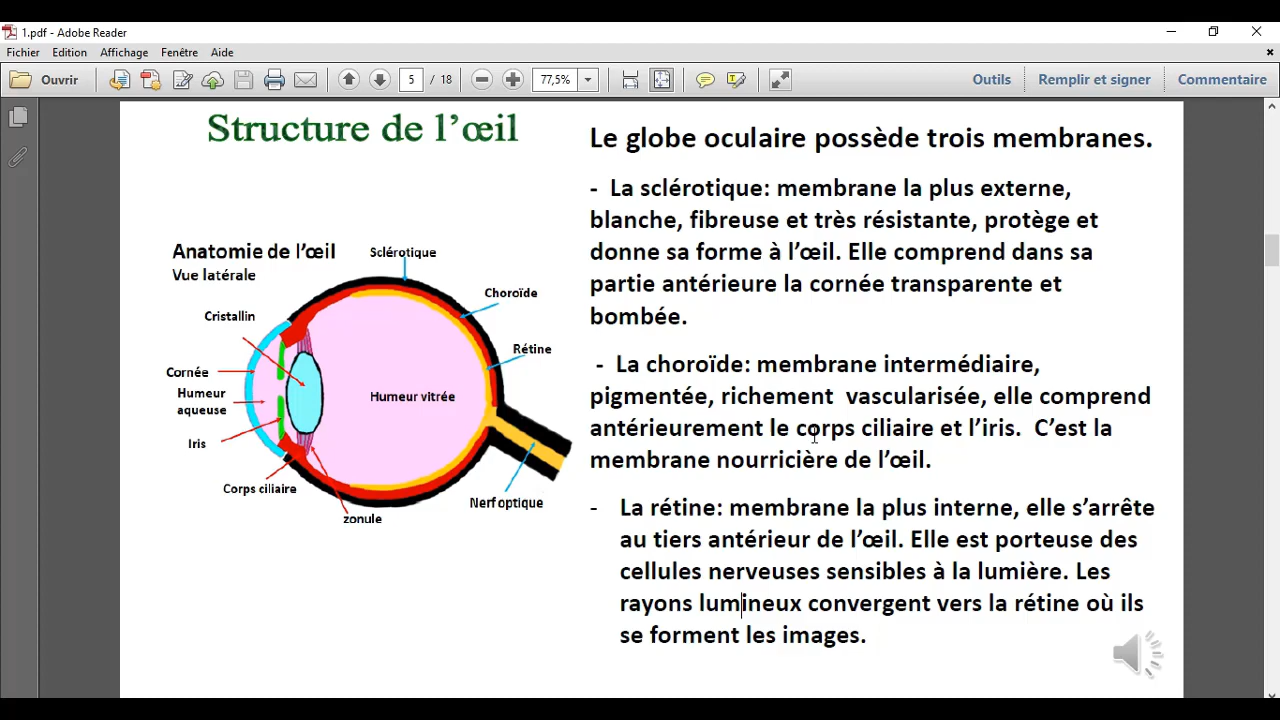 1.pdf - Adobe Reader
Fichier Edition Affichage Fenêtre Aide
Ouvrir 5 / 18 77,5% Outils Remplir et signer Commentaire
Structure de l'œil
Anatomie de l'œil
Vue latérale
Sclérotique
Choroïde
Cristallin
Rétine
Cornée
Humeur
aqueuse
Humeur vitrée
Iris
Corps ciliaire
Nerf optique
zonule
Le globe oculaire possède trois membranes.
- La sclérotique: membrane la plus externe,
blanche, fibreuse et très résistante, protège et
donne sa forme à l'œil. Elle comprend dans sa
partie antérieure la cornée transparente et
bombée.
- La choroïde: membrane intermédiaire,
pigmentée, richement vascularisée, elle comprend
antérieurement le corps ciliaire et l'iris. C'est la
membrane nourricière de l'œil.
- La rétine: membrane la plus interne, elle s'arrête
au tiers antérieur de l'œil. Elle est porteuse des
cellules nerveuses sensibles à la lumière. Les
rayons lumineux convergent vers la rétine où ils
se forment les images.